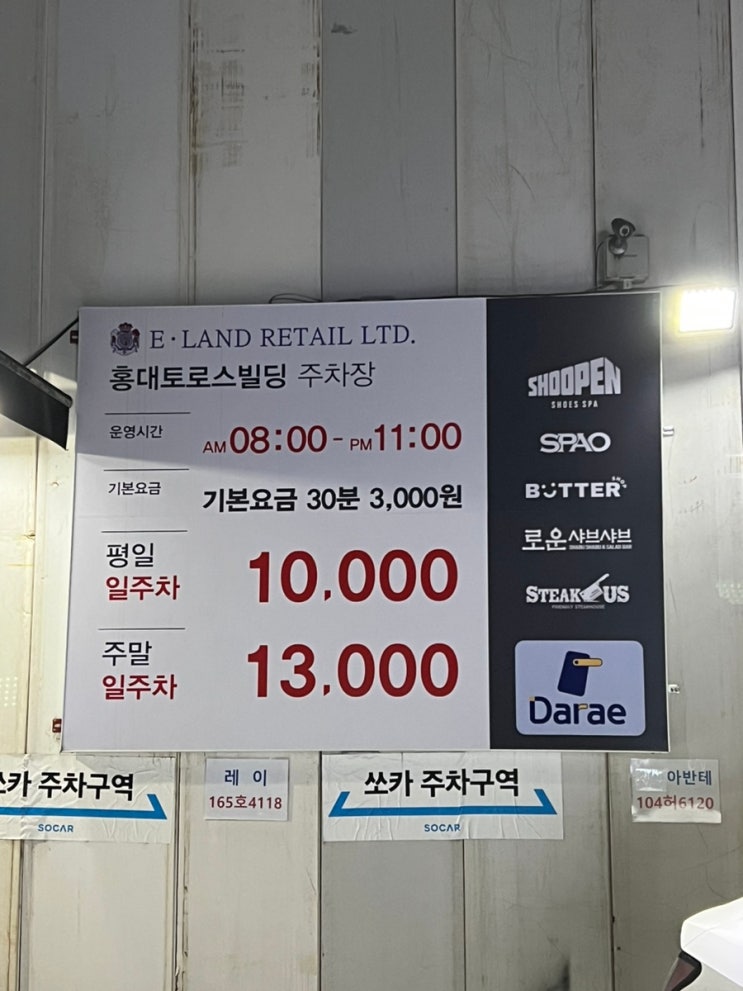 E·LAND RETAIL LTD.
홍대토로스빌딩 주차장
운영시간
AM 08:00 - PM 11:00
기본요금
기본요금 30분 3,000원
평일
일주차
10,000
주말
일주차
13,000
SHOOPEN
SHOES SPA
SPAO
BUTTER
로운 샤브샤브
STEAK US
Darae
쏘카 주차구역
SOCAR
레 이
165호4118
쏘카 주차구역
SOCAR
아반테
104허6120